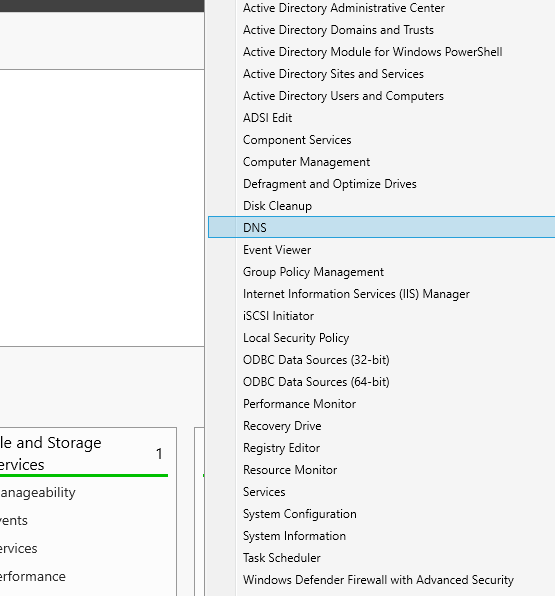 Active Directory Administrative Center
Active Directory Domains and Trusts
Active Directory Module for Windows PowerShell
Active Directory Sites and Services
Active Directory Users and Computers
ADSI Edit
Component Services
Computer Management
Defragment and Optimize Drives
Disk Cleanup
DNS
Event Viewer
Group Policy Management
Internet Information Services (IIS) Manager
iSCSI Initiator
Local Security Policy
ODBC Data Sources (32-bit)
ODBC Data Sources (64-bit)
Performance Monitor
Recovery Drive
Registry Editor
Resource Monitor
Services
System Configuration
System Information
Task Scheduler
Windows Defender Firewall with Advanced Security
le and Storage
ervices
1
anageability
ents
ervices
erformance